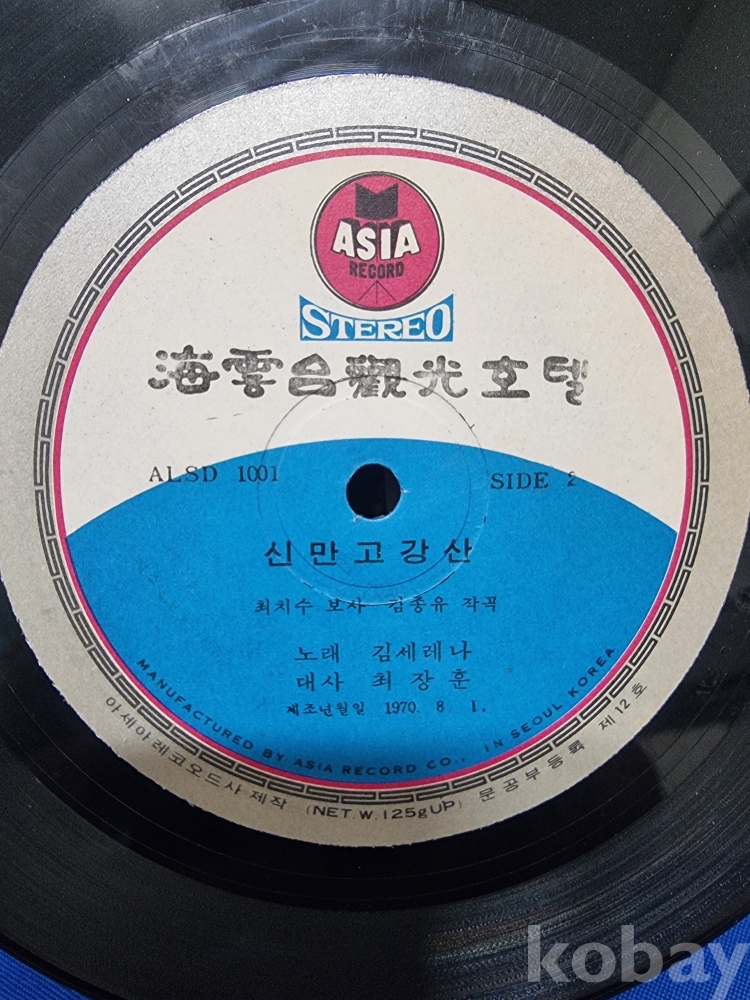 ASIA
RECORD
STEREO
海雲台觀光호텔
ALSD 1001
SIDE 2
신만고강산
최치수 보사 김종유 작곡
노래 김세레나
대사 최장훈
제조년월일 1970. 8. 1.
MANUFACTURED BY ASIA RECORD CO., IN SEOUL KOREA
아세아레코오드사 제작 (NET.W.125gUP) 문공부등록 제12호
kobay